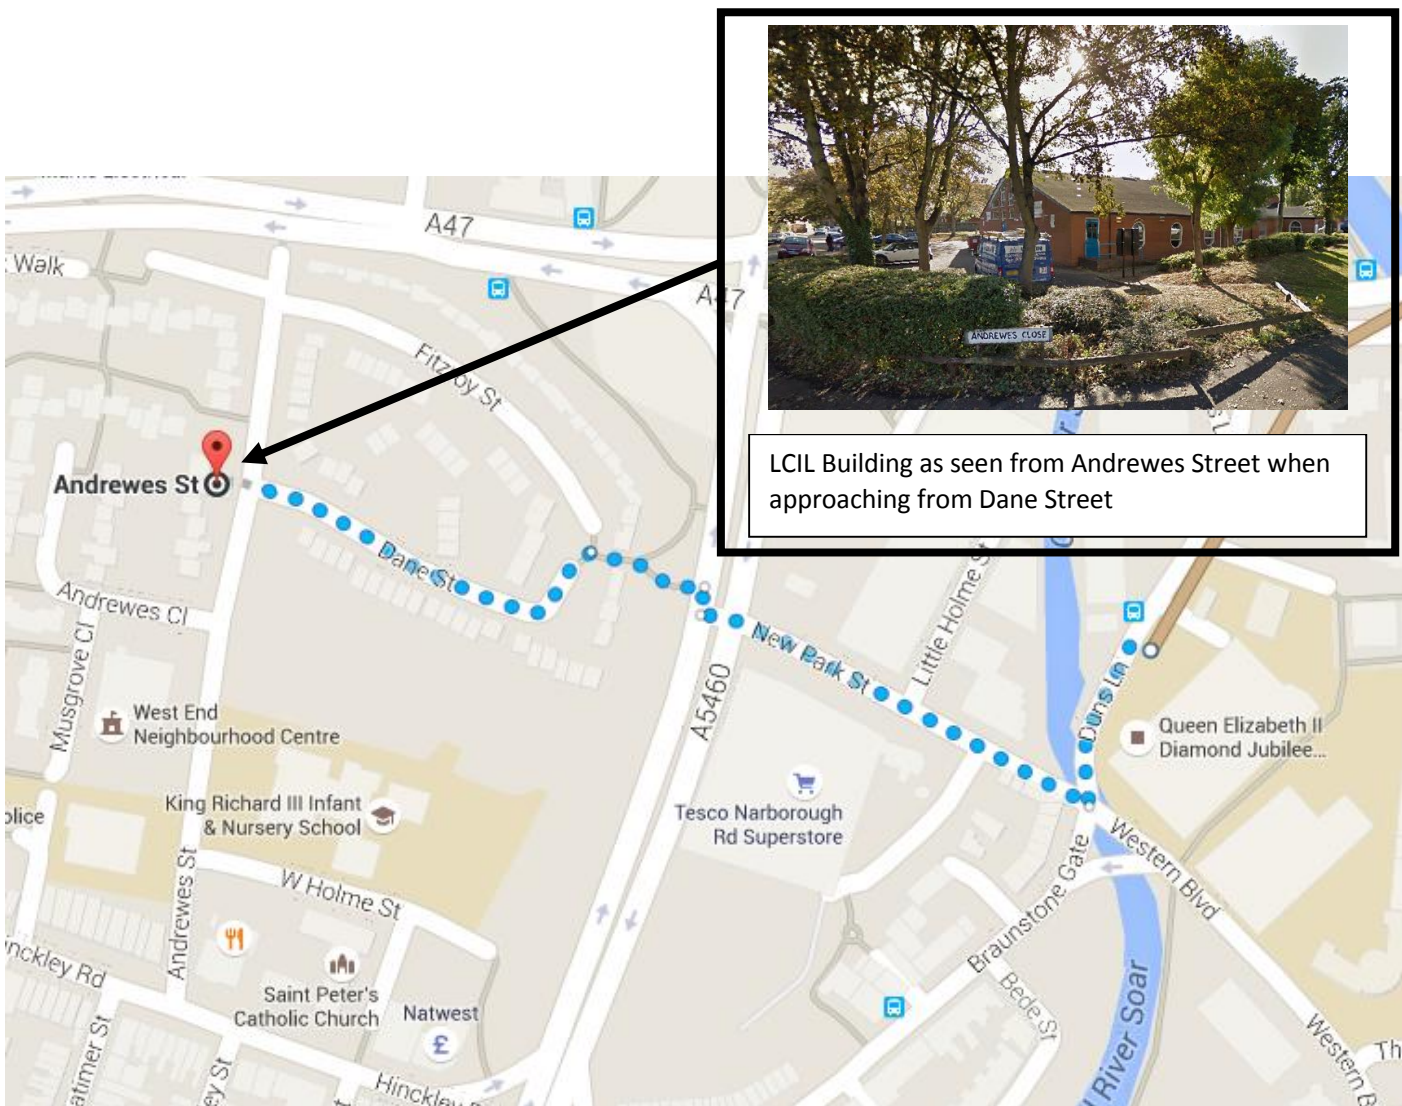 A47
Walk
A47
Fitzroy St
ANDREWES CLOSE
LCIL Building as seen from Andrewes Street when
approaching from Dane Street
Andrewes St
Dane St
Andrewes Cl
Musgrove Cl
New Park St
Little Holme St
Duns Ln
A5460
West End
Neighbourhood Centre
Queen Elizabeth II
Diamond Jubilee...
King Richard III Infant
& Nursery School
Tesco Narborough
Rd Superstore
Western Blvd
Braunstone Gate
W Holme St
Andrewes St
Bede St
Saint Peter's
Catholic Church
Natwest
£
River Soar
Western B
Th
Hinckley